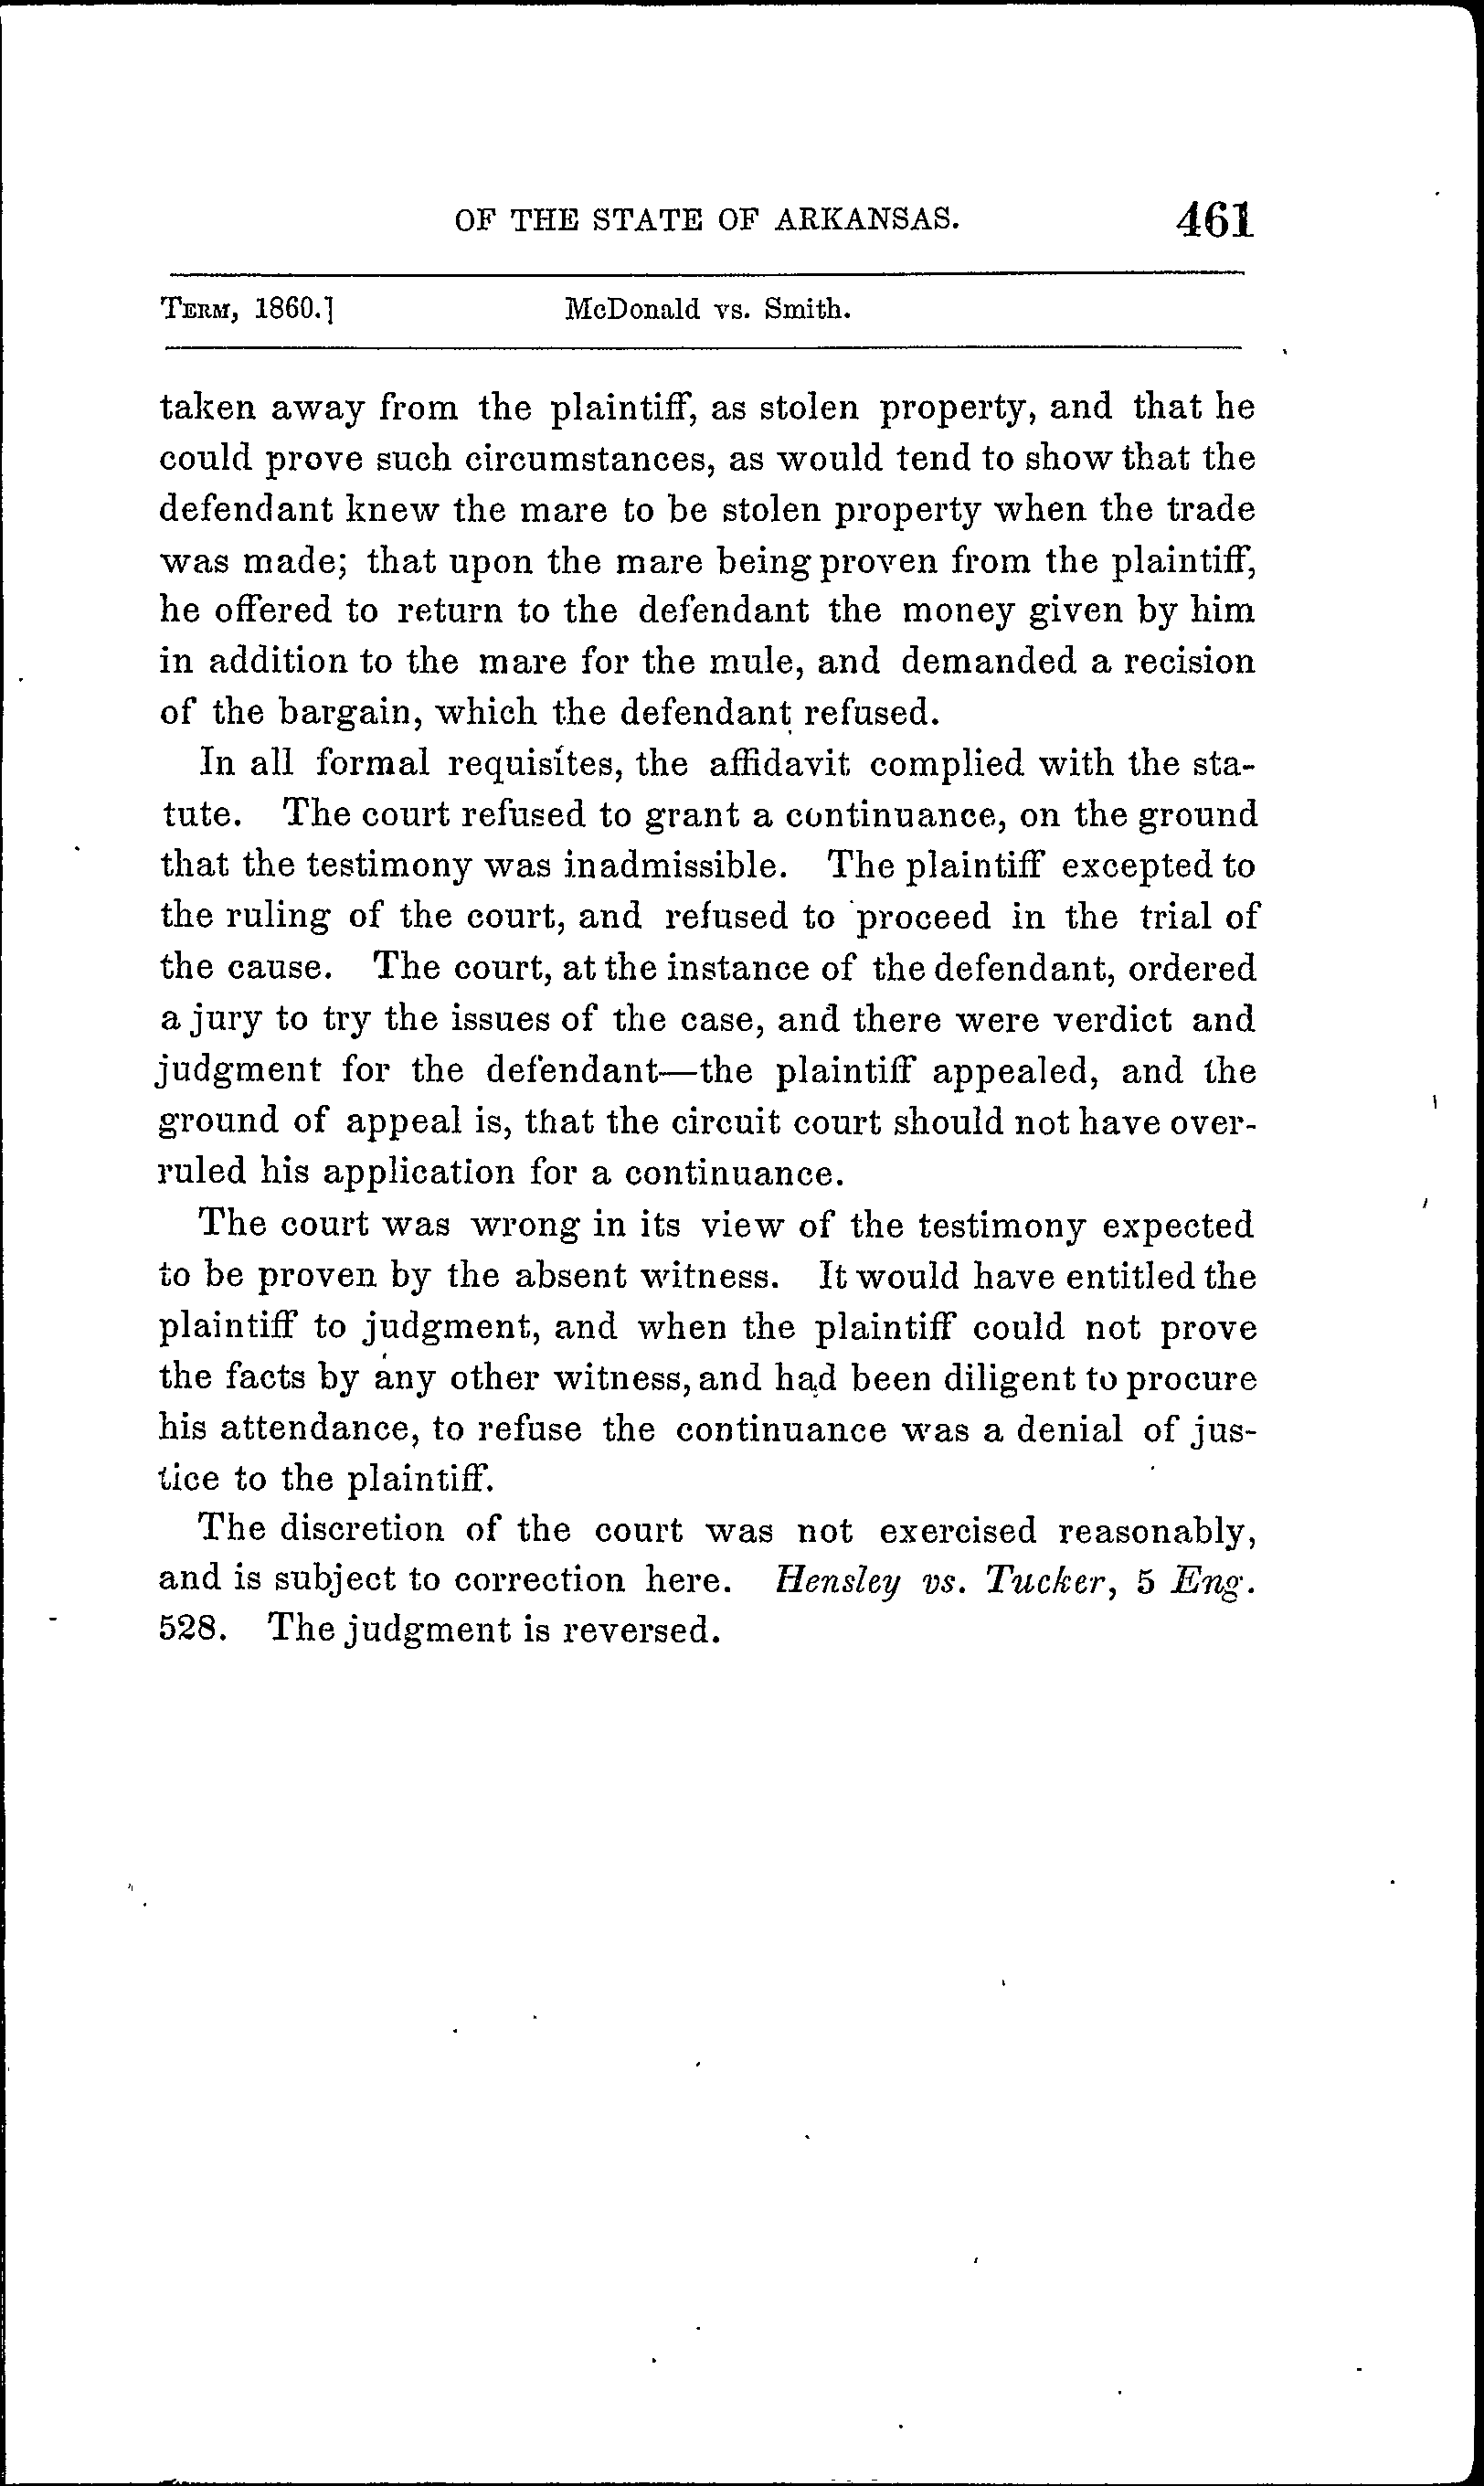 OF THE STATE OF ARKANSAS. 461
TERM, 1860.] McDonald vs. Smith.
taken away from the plaintiff, as stolen property, and that he
could prove such circumstances, as would tend to show that the
defendant knew the mare to be stolen property when the trade
was made; that upon the mare being proven from the plaintiff,
he offered to return to the defendant the money given by him
in addition to the mare for the mule, and demanded a recision
of the bargain, which the defendant refused.
In all formal requisites, the affidavit complied with the sta-
tute. The court refused to grant a continuance, on the ground
that the testimony was inadmissible. The plaintiff excepted to
the ruling of the court, and refused to proceed in the trial of
the cause. The court, at the instance of the defendant, ordered
a jury to try the issues of the case, and there were verdict and
judgment for the defendant—the plaintiff appealed, and the
ground of appeal is, that the circuit court should not have over-
ruled his application for a continuance.
The court was wrong in its view of the testimony expected
to be proven by the absent witness. It would have entitled the
plaintiff to judgment, and when the plaintiff could not prove
the facts by any other witness, and had been diligent to procure
his attendance, to refuse the continuance was a denial of jus-
tice to the plaintiff.
The discretion of the court was not exercised reasonably,
and is subject to correction here. Hensley vs. Tucker, 5 Eng.
528. The judgment is reversed.